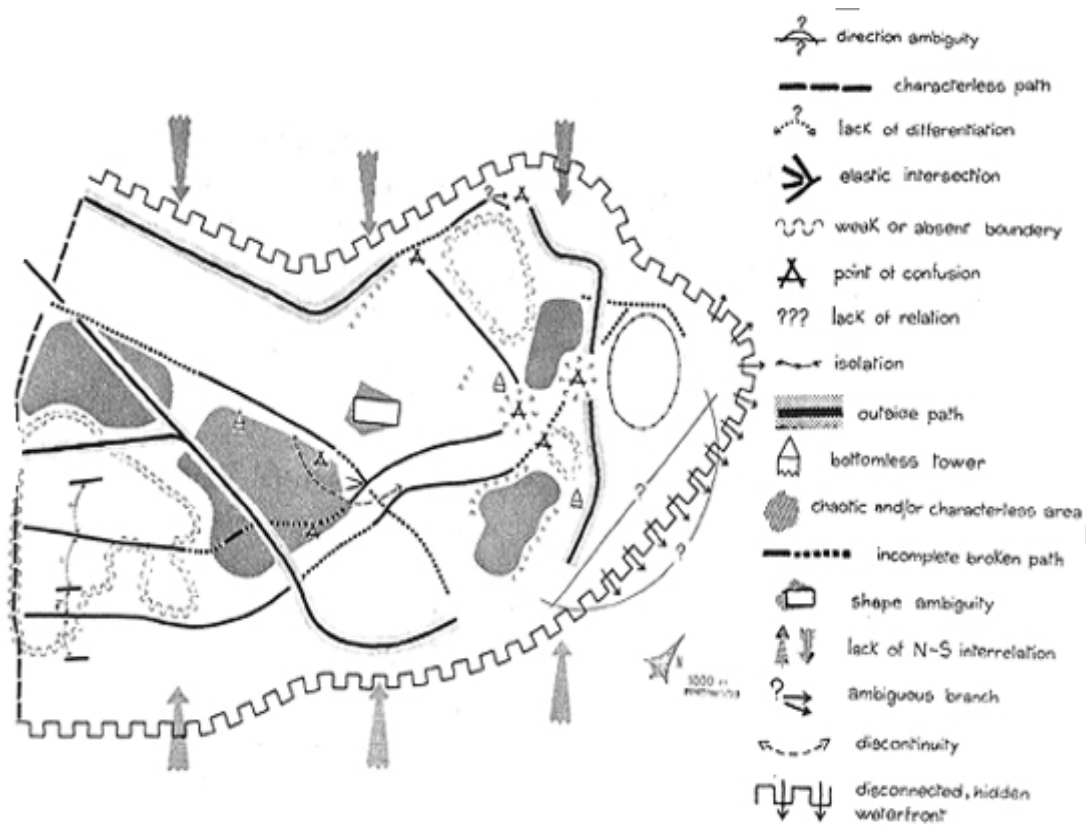 direction ambiguity
characterless path
lack of differentiation
elastic intersection
weak or absent boundery
point of confusion
??? lack of relation
isolation
outside path
bottomless tower
chaotic and/or characterless area
incomplete broken path
shape ambiguity
lack of N-S interrelation
ambiguous branch
discontinuity
disconnected, hidden
waterfront
?
?
?
?
?
?
?
N
1000